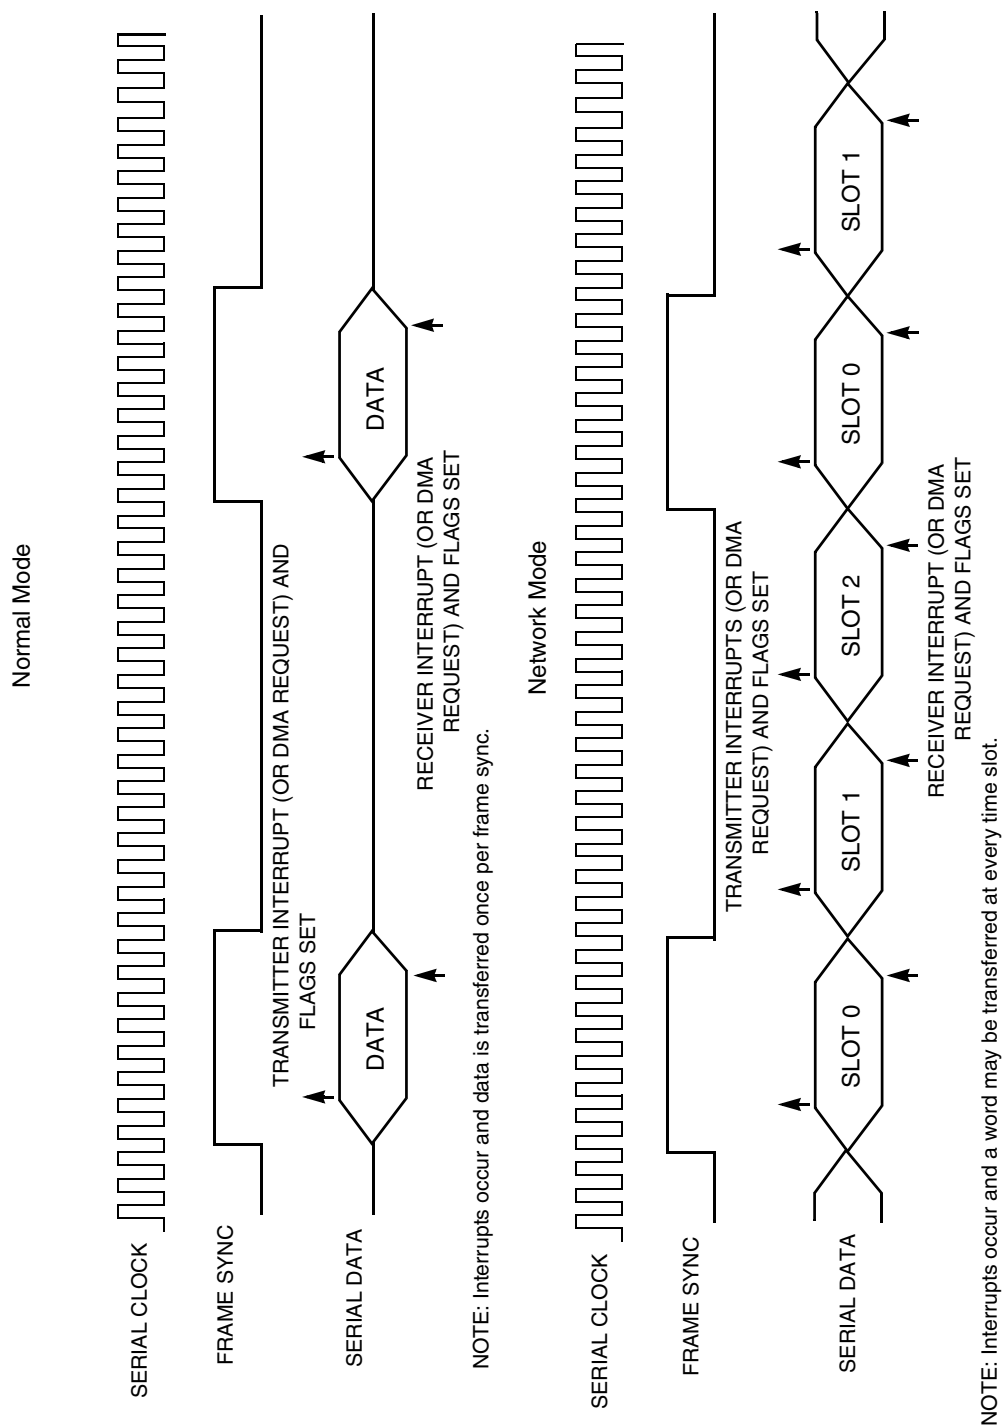 Normal Mode
SERIAL CLOCK
FRAME SYNC
TRANSMITTER INTERRUPT (OR DMA REQUEST) AND
FLAGS SET
SERIAL DATA
DATA
DATA
RECEIVER INTERRUPT (OR DMA
REQUEST) AND FLAGS SET
NOTE: Interrupts occur and data is transferred once per frame sync.
Network Mode
SERIAL CLOCK
FRAME SYNC
TRANSMITTER INTERRUPTS (OR DMA
REQUEST) AND FLAGS SET
SERIAL DATA
SLOT 0
SLOT 1
SLOT 2
SLOT 0
SLOT 1
RECEIVER INTERRUPT (OR DMA
REQUEST) AND FLAGS SET
NOTE: Interrupts occur and a word may be transferred at every time slot.